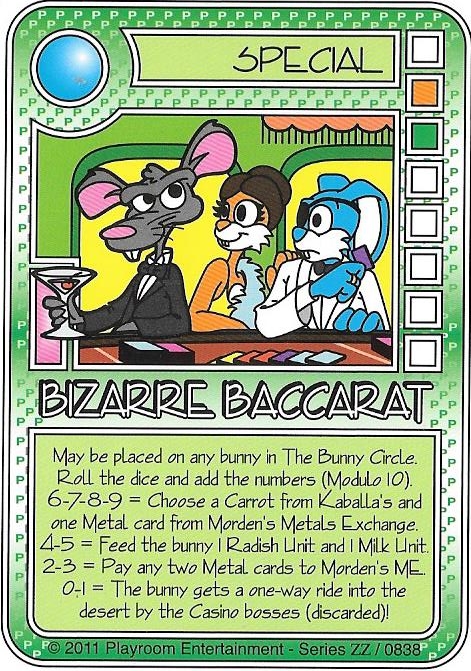 SPECIAL
BIZARRE BACCARAT
May be placed on any bunny in The Bunny Circle.
Roll the dice and add the numbers (Modulo 10).
6-7-8-9 = Choose a Carrot from Kaballa's and
one Metal card from Morden's Metals Exchange.
4-5 = Feed the bunny 1 Radish Unit and 1 Milk Unit.
2-3 = Pay any two Metal cards to Morden's ME.
0-1 = The bunny gets a one-way ride into the
desert by the Casino bosses (discarded)!
© 2011 Playroom Entertainment - Series ZZ / 0838